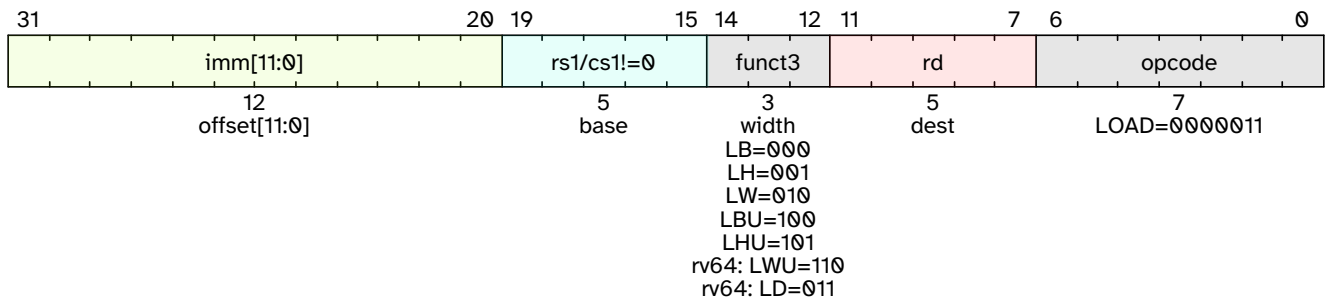 31 20 19 15 14 12 11 7 6 0
imm[11:0] rs1/cs1!=0 funct3 rd opcode
12 5 3 5 7
offset[11:0] base width dest LOAD=0000011
LB=000
LH=001
LW=010
LBU=100
LHU=101
rv64: LWU=110
rv64: LD=011